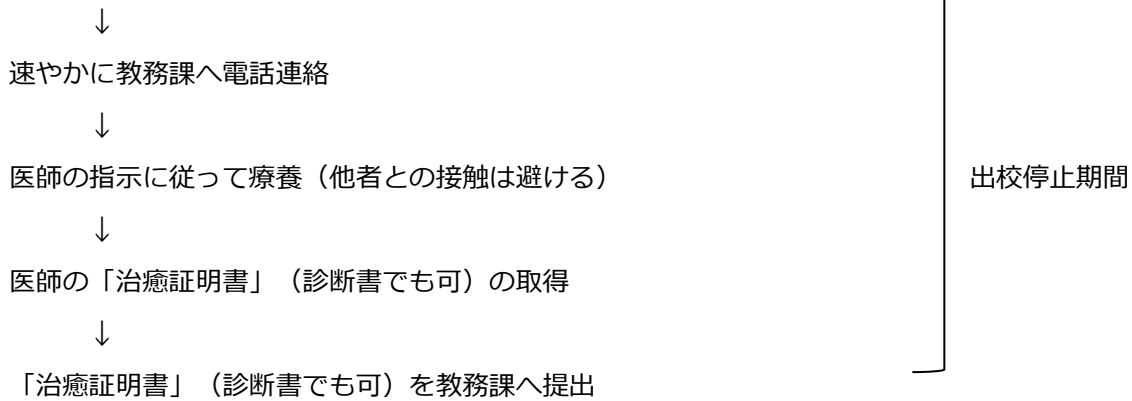 ↓
速やかに教務課へ電話連絡
↓
医師の指示に従って療養（他者との接触は避ける） 出校停止期間
↓
医師の「治癒証明書」（診断書でも可）の取得
↓
「治癒証明書」（診断書でも可）を教務課へ提出